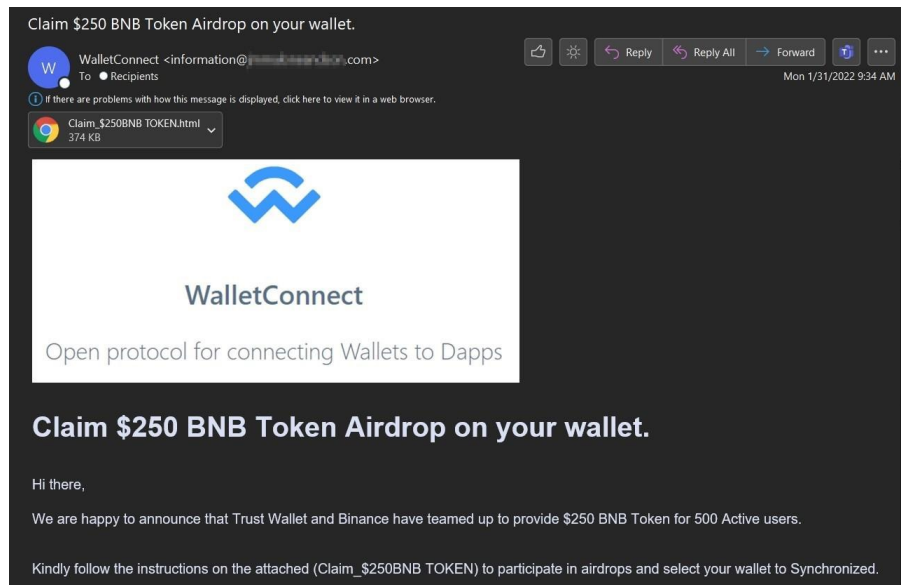 Claim $250 BNB Token Airdrop on your wallet.
W
WalletConnect <information@ .com>
To Recipients
Reply
Reply All
Forward
Mon 1/31/2022 9:34 AM
If there are problems with how this message is displayed, click here to view it in a web browser.
Claim_$250BNB TOKEN.html
374 KB
WalletConnect
Open protocol for connecting Wallets to Dapps
Claim $250 BNB Token Airdrop on your wallet.
Hi there,
We are happy to announce that Trust Wallet and Binance have teamed up to provide $250 BNB Token for 500 Active users.
Kindly follow the instructions on the attached (Claim_$250BNB TOKEN) to participate in airdrops and select your wallet to Synchronized.